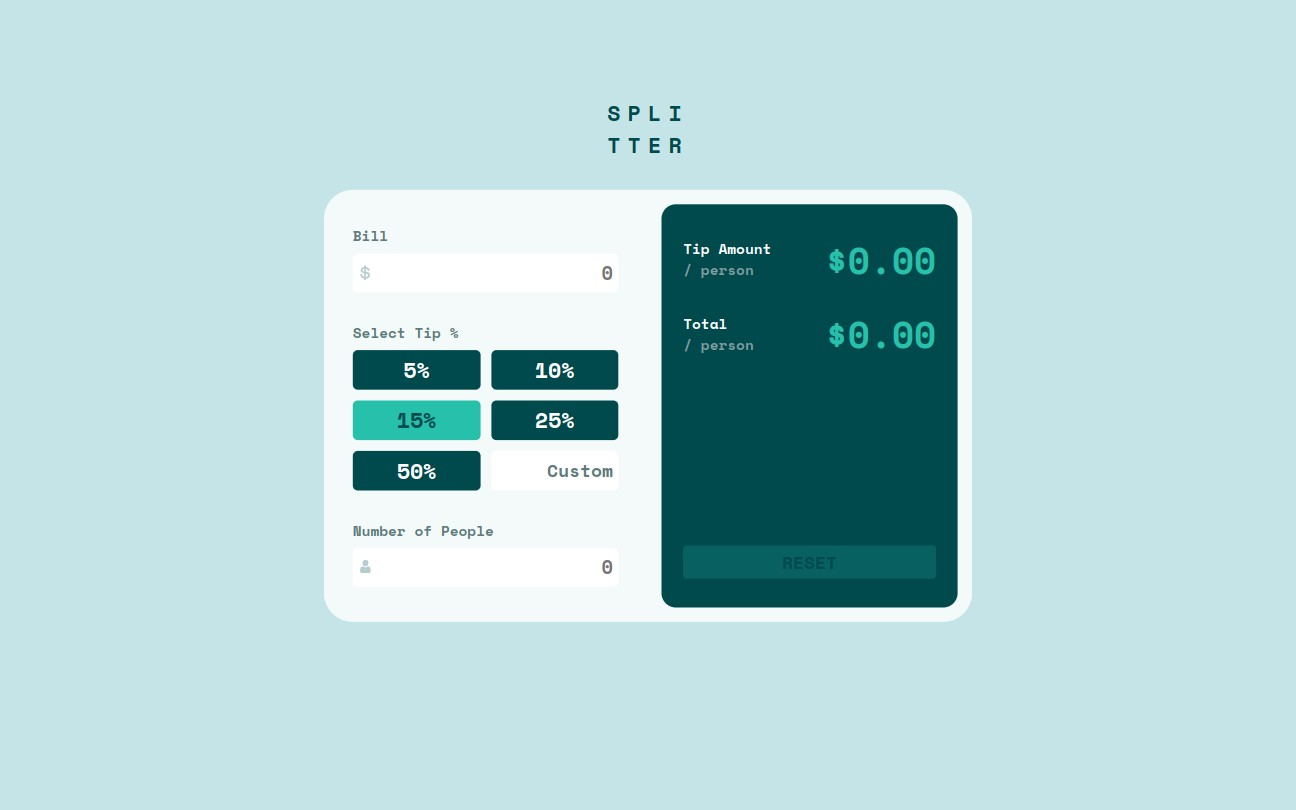 SPLI
TTER
Bill
$ 0
Select Tip %
5% 10%
15% 25%
50% Custom
Number of People
0
Tip Amount
/ person
$0.00
Total
/ person
$0.00
RESET